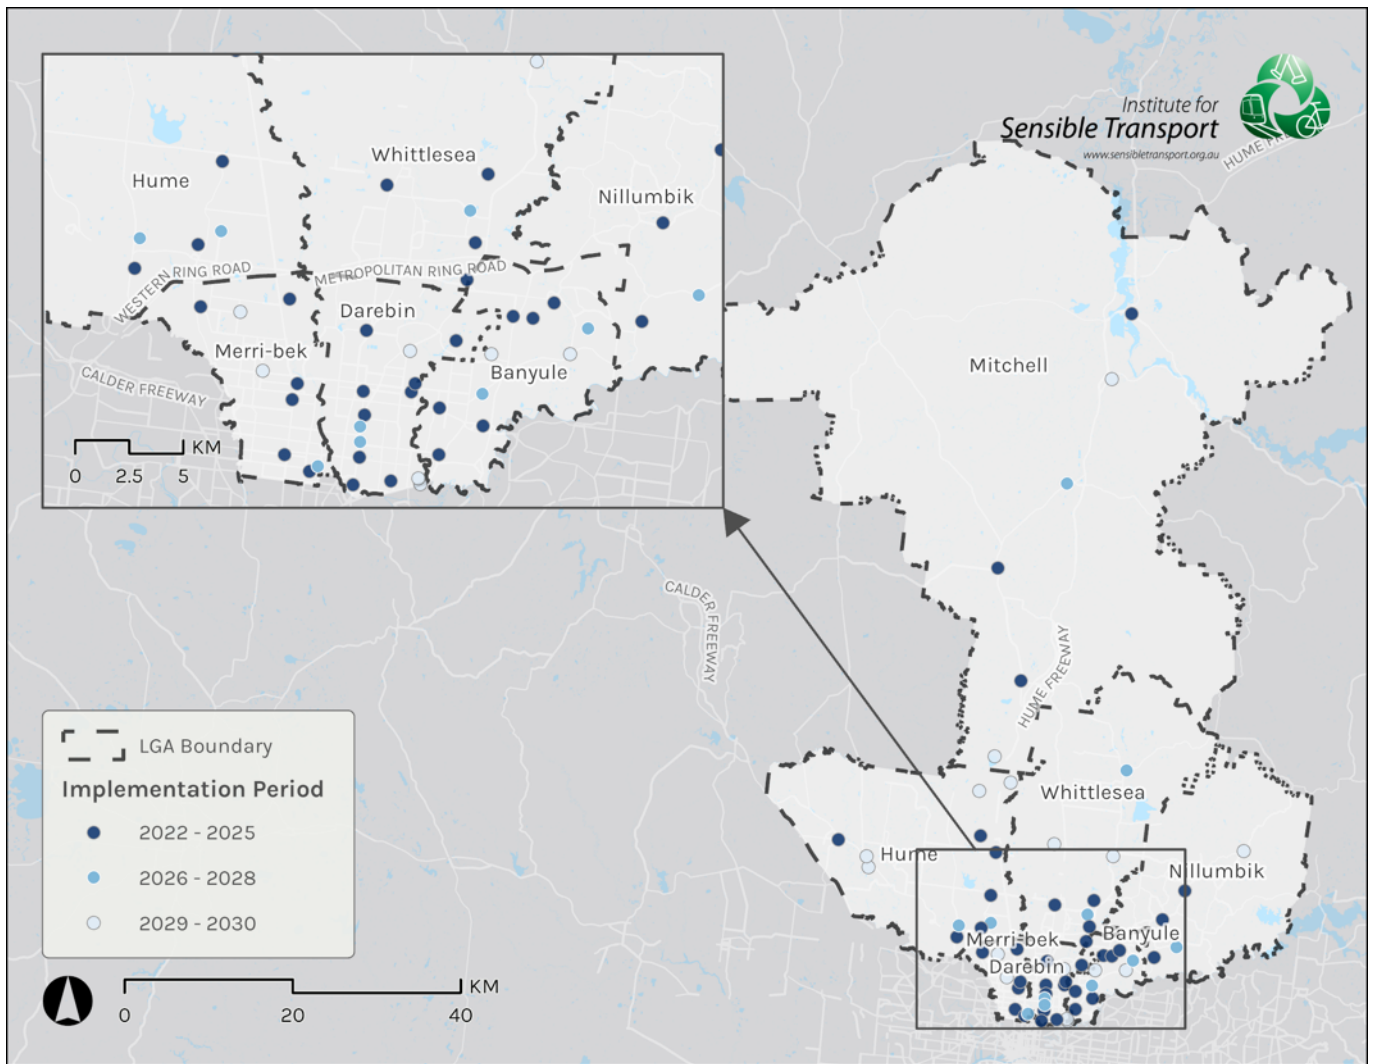 Institute for
Sensible Transport
www.sensibletransport.org.au
HUME FR
Whittlesea
Hume
Nillumbik
WESTERN RING ROAD
METROPOLITAN RING ROAD
Darebin
Merri-bek
Banyule
CALDER FREEWAY
KM
0 2.5 5
Mitchell
CALDER FREEWAY
HUME FREEWAY
Whittlesea
Hume
Nillumbik
Merri-bek
Banyule
Darebin
LGA Boundary
Implementation Period
2022 - 2025
2026 - 2028
2029 - 2030
KM
0 20 40